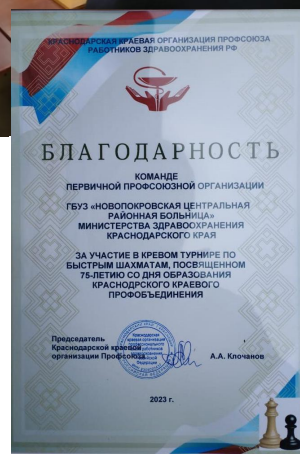 КРАСНОДАРСКАЯ КРАЕВАЯ ОРГАНИЗАЦИЯ ПРОФСОЮЗА
РАБОТНИКОВ ЗДРАВООХРАНЕНИЯ РФ
БЛАГОДАРНОСТЬ
КОМАНДЕ
ПЕРВИЧНОЙ ПРОФСОЮЗНОЙ ОРГАНИЗАЦИИ
ГБУЗ «НОВОПОКРОВСКАЯ ЦЕНТРАЛЬНАЯ
РАЙОННАЯ БОЛЬНИЦА»
МИНИСТЕРСТВА ЗДРАВООХРАНЕНИЯ
КРАСНОДАРСКОГО КРАЯ
ЗА УЧАСТИЕ В КРЕВОМ ТУРНИРЕ ПО
БЫСТРЫМ ШАХМАТАМ, ПОСВЯЩЕННОМ
75-ЛЕТИЮ СО ДНЯ ОБРАЗОВАНИЯ
КРАСНОДРСКОГО КРАЕВОГО
ПРОФОБЪЕДИНЕНИЯ
Председатель
Краснодарской краевой
организации Профсоюза
А.А. Клочанов
2023 г.